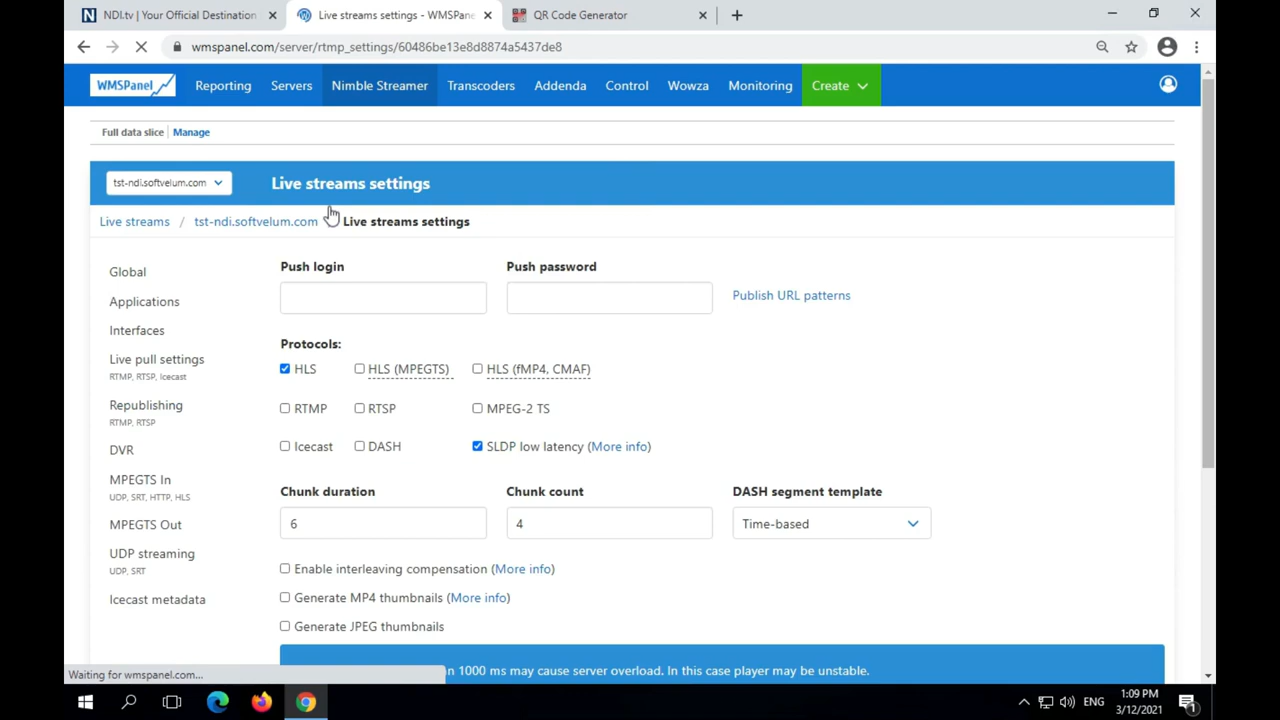 NDI.tv | Your Official Destination
Live streams settings - WMSPane
QR Code Generator
wmspanel.com/server/rtmp_settings/60486be13e8d8874a5437de8
WMSPANEL Reporting Servers Nimble Streamer Transcoders Addenda Control Wowza Monitoring Create
Full data slice Manage
tst-ndi.softvelum.com Live streams settings
Live streams / tst-ndi.softvelum.com Live streams settings
Global
Applications
Interfaces
Live pull settings
RTMP, RTSP, Icecast
Republishing
RTMP, RTSP
DVR
MPEGTS In
UDP, SRT, HTTP, HLS
MPEGTS Out
UDP streaming
UDP, SRT
Icecast metadata
Push login Push password
Publish URL patterns
Protocols:
HLS HLS (MPEGTS) HLS (fMP4, CMAF)
RTMP RTSP MPEG-2 TS
Icecast DASH SLDP low latency (More info)
Chunk duration Chunk count DASH segment template
6 4 Time-based
Enable interleaving compensation (More info)
Generate MP4 thumbnails (More info)
Generate JPEG thumbnails
1000 ms may cause server overload. In this case player may be unstable.
Waiting for wmspanel.com...
ENG
1:09 PM
3/12/2021
1